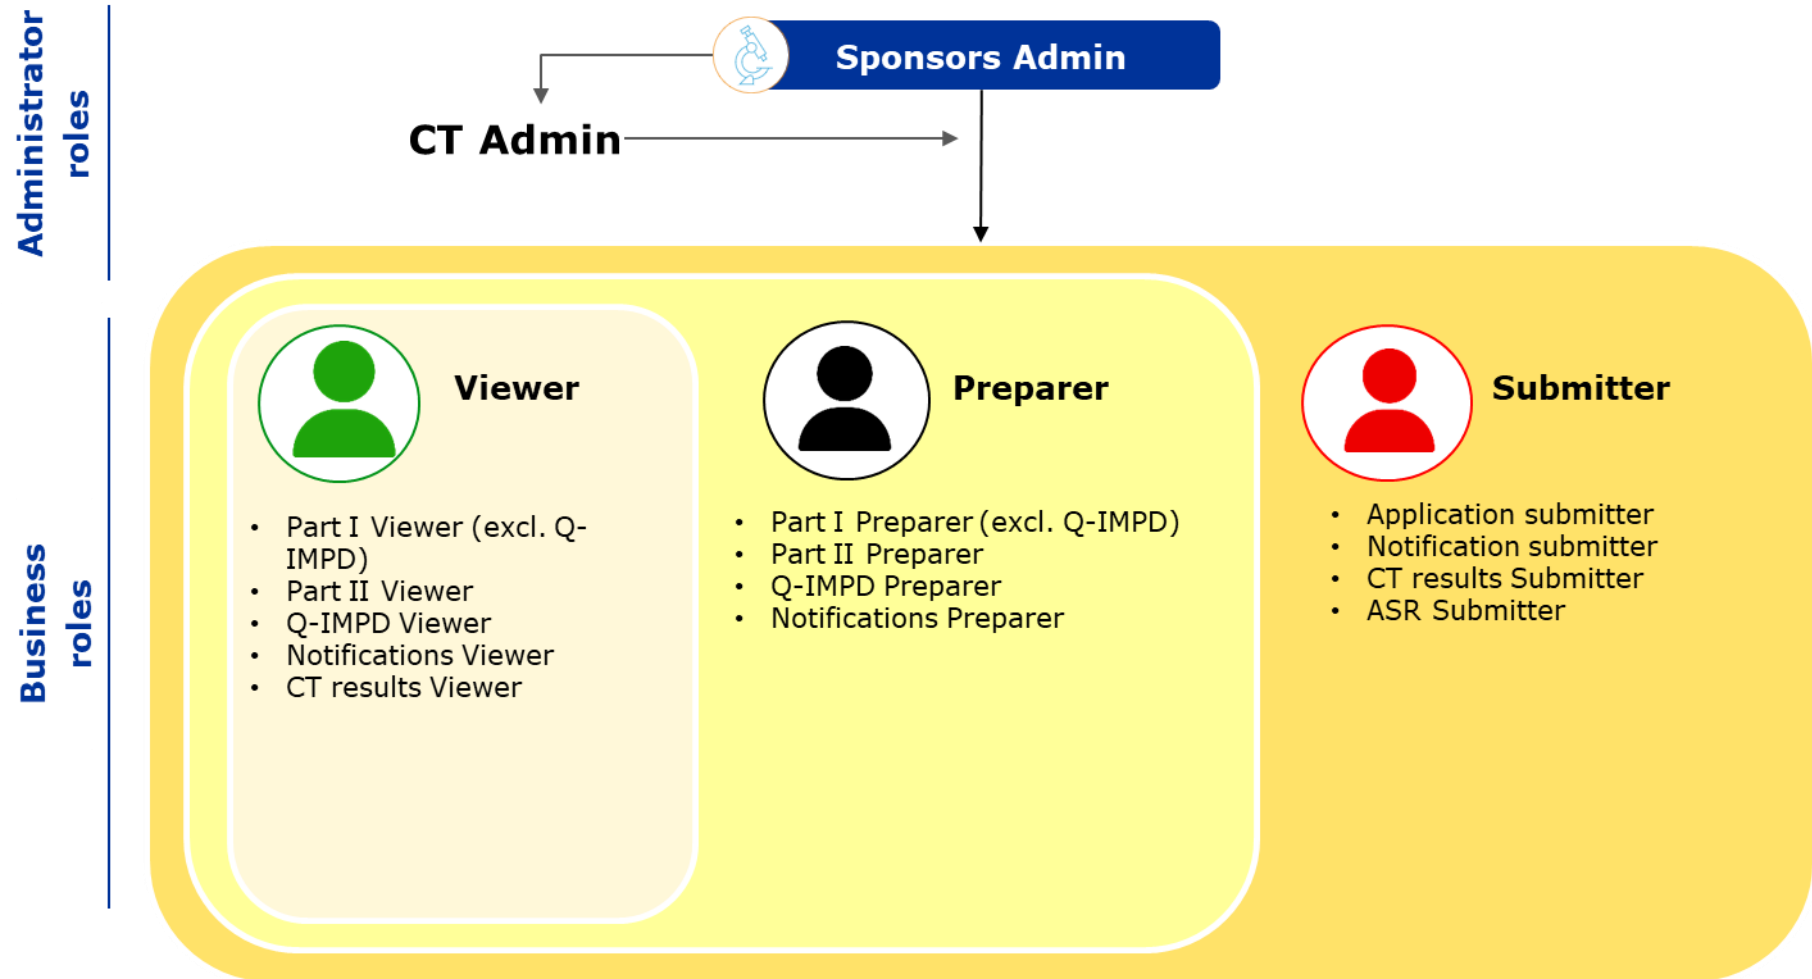 Administrator
roles
Sponsors Admin
CT Admin
Business
roles
Viewer
• Part I Viewer (excl. Q-
IMPD)
• Part II Viewer
• Q-IMPD Viewer
• Notifications Viewer
• CT results Viewer
Preparer
• Part I Preparer (excl. Q-IMPD)
• Part II Preparer
• Q-IMPD Preparer
• Notifications Preparer
Submitter
• Application submitter
• Notification submitter
• CT results Submitter
• ASR Submitter